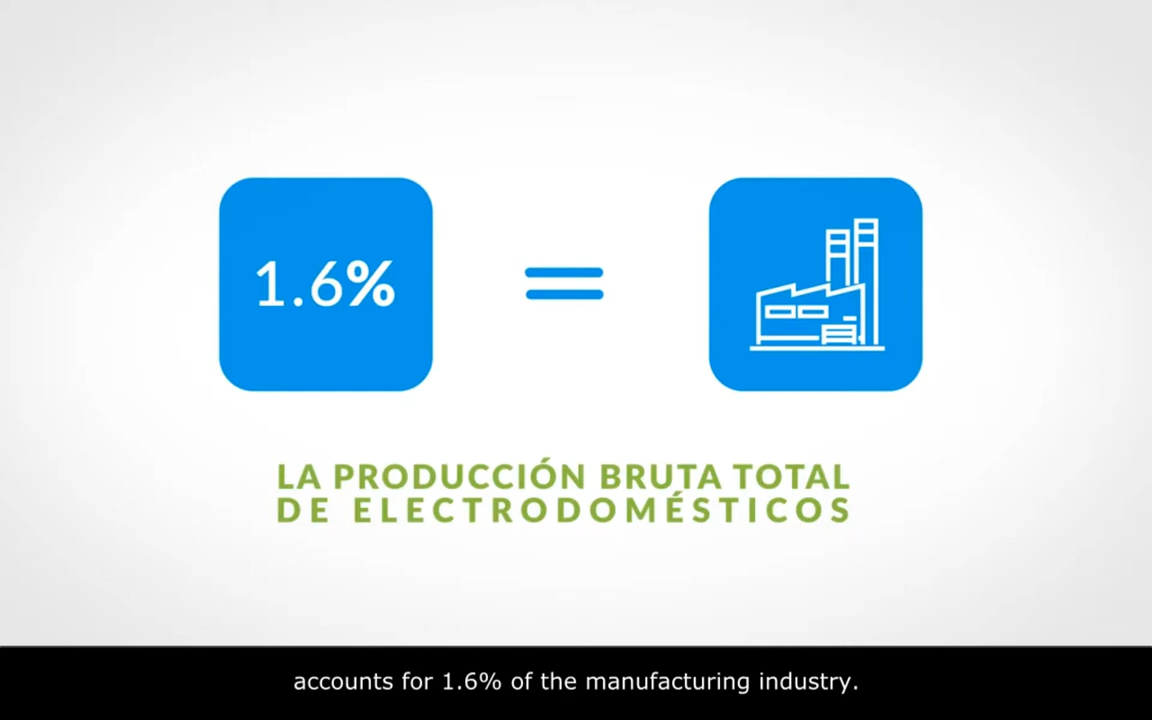 1.6%
LA PRODUCCIÓN BRUTA TOTAL
DE ELECTRODOMÉSTICOS
accounts for 1.6% of the manufacturing industry.